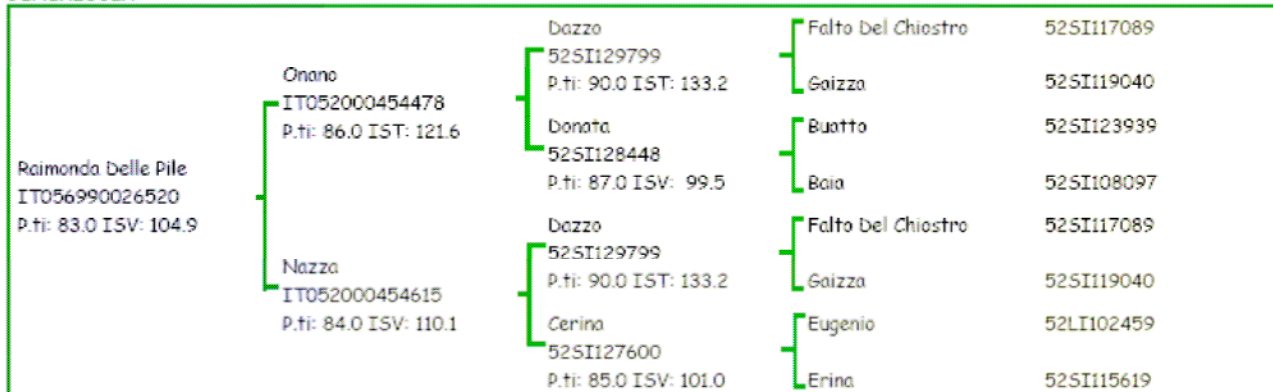 Dazzo
52SI129799
P.ti: 90.0 IST: 133.2
Falto Del Chiostro 52SI117089
Gaizza 52SI119040
Onano
IT052000454478
P.ti: 86.0 IST: 121.6
Donata
52SI128448
P.ti: 87.0 ISV: 99.5
Buatto 52SI123939
Baia 52SI108097
Raimonda Delle Pile
IT056990026520
P.ti: 83.0 ISV: 104.9
Dazzo
52SI129799
P.ti: 90.0 IST: 133.2
Falto Del Chiostro 52SI117089
Gaizza 52SI119040
Nazza
IT052000454615
P.ti: 84.0 ISV: 110.1
Cerina
52SI127600
P.ti: 85.0 ISV: 101.0
Eugenio 52LI102459
Erina 52SI115619